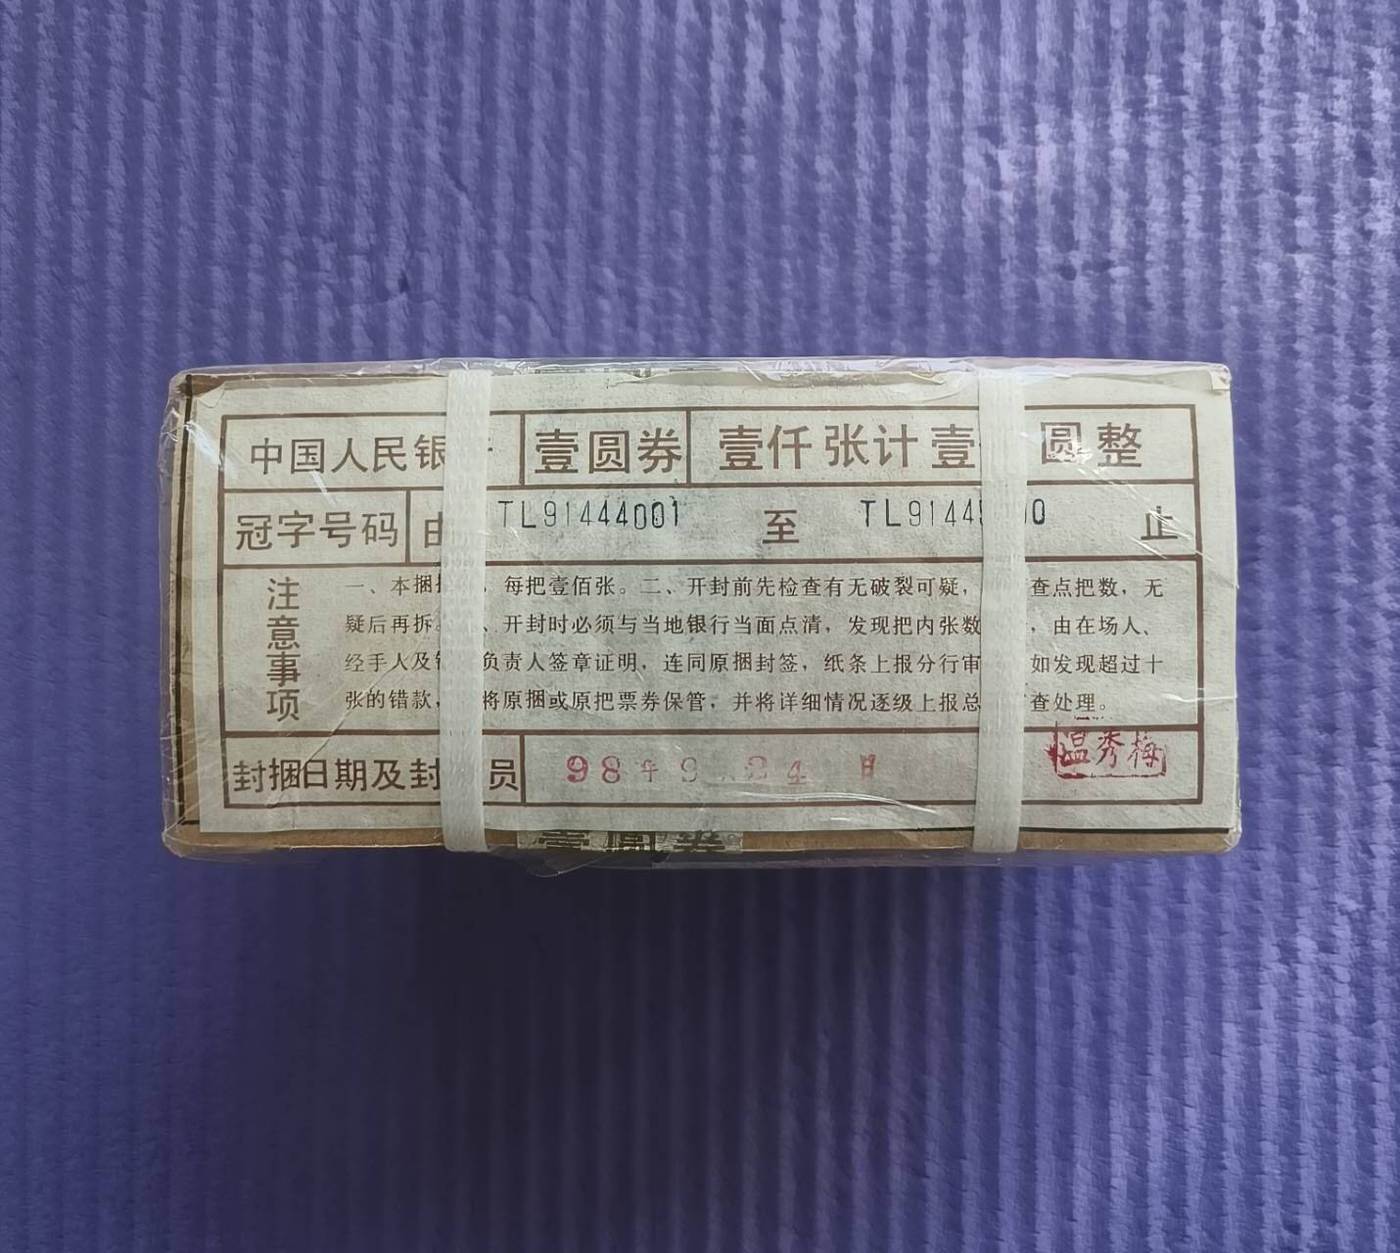 中国人民银 壹圆券 壹仟张计壹 圆整
冠字号码 由 TL91444001 至 TL9144 00 止
注意事项
一、本捆 每把壹佰张。二、开封前先检查有无破裂可疑, 查点把数,无
疑后再拆 、开封时必须与当地银行当面点清,发现把内张数 ,由在场人、
经手人及 负责人签章证明,连同原捆封签,纸条上报分行审 如发现超过十
张的错款, 将原捆或原把票券保管,并将详细情况逐级上报总 查处理。
封捆日期及封 员 98年9 24日
温秀梅
壹圆券